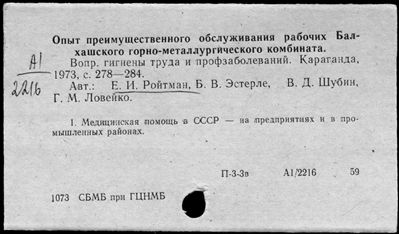 Опыт преимущественного обслуживания рабочих Бал-
хашского горно-металлургического комбината.
А1
2216
Вопр. гигиены труда и профзаболеваний. Караганда,
1973, с. 278—284.
Авт.: Е. И. Ройтман, Б. В. Эстерле, В. Д. Шубин,
Г. М. Ловейко.
1. Медицинская помощь в СССР — на предприятиях и в про-
мышленных районах.
П-3-3в А1/2216 59
1073 СБМБ при ГЦНМБ